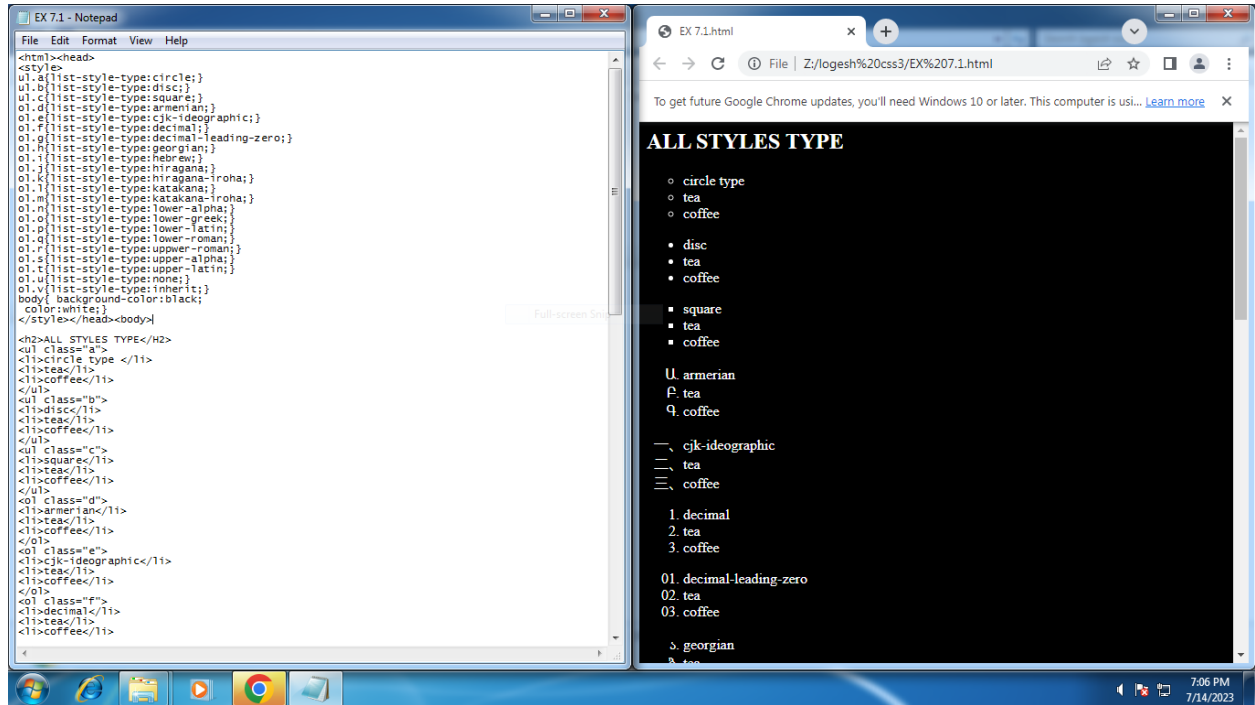 EX 7.1 - Notepad
File Edit Format View Help
<html><head>
<style>
ul.a{list-style-type:circle;}
ul.b{list-style-type:disc;}
ul.c{list-style-type:square;}
ol.d{list-style-type:armenian;}
ol.e{list-style-type:cjk-ideographic;}
ol.f{list-style-type:decimal;}
ol.g{list-style-type:decimal-leading-zero;}
ol.h{list-style-type:georgian;}
ol.i{list-style-type:hebrew;}
ol.j{list-style-type:hiragana;}
ol.k{list-style-type:hiragana-iroha;}
ol.l{list-style-type:katakana;}
ol.m{list-style-type:katakana-iroha;}
ol.n{list-style-type:lower-alpha;}
ol.o{list-style-type:lower-greek;}
ol.p{list-style-type:lower-latin;}
ol.q{list-style-type:lower-roman;}
ol.r{list-style-type:uppwer-roman;}
ol.s{list-style-type:upper-alpha;}
ol.t{list-style-type:upper-latin;}
ol.u{list-style-type:none;}
ol.v{list-style-type:inherit;}
body{ background-color:black;
color:white;}
</style></head><body>
<h2>ALL STYLES TYPE</H2>
<ul class="a">
<li>circle type </li>
<li>tea</li>
<li>coffee</li>
</ul>
<ul class="b">
<li>disc</li>
<li>tea</li>
<li>coffee</li>
</ul>
<ul class="c">
<li>square</li>
<li>tea</li>
<li>coffee</li>
</ul>
<ol class="d">
<li>armerian</li>
<li>tea</li>
<li>coffee</li>
</ol>
<ol class="e">
<li>cjk-ideographic</li>
<li>tea</li>
<li>coffee</li>
</ol>
<ol class="f">
<li>decimal</li>
<li>tea</li>
<li>coffee</li>
Full-screen Snip
EX 7.1.html
File | Z:/logesh%20css3/EX%207.1.html
To get future Google Chrome updates, you'll need Windows 10 or later. This computer is usi... Learn more
ALL STYLES TYPE
circle type
tea
coffee
disc
tea
coffee
square
tea
coffee
Ա. armerian
Բ. tea
Գ. coffee
一、 cjk-ideographic
二、 tea
三、 coffee
1. decimal
2. tea
3. coffee
01. decimal-leading-zero
02. tea
03. coffee
ა. georgian
ბ. tea
7:06 PM
7/14/2023